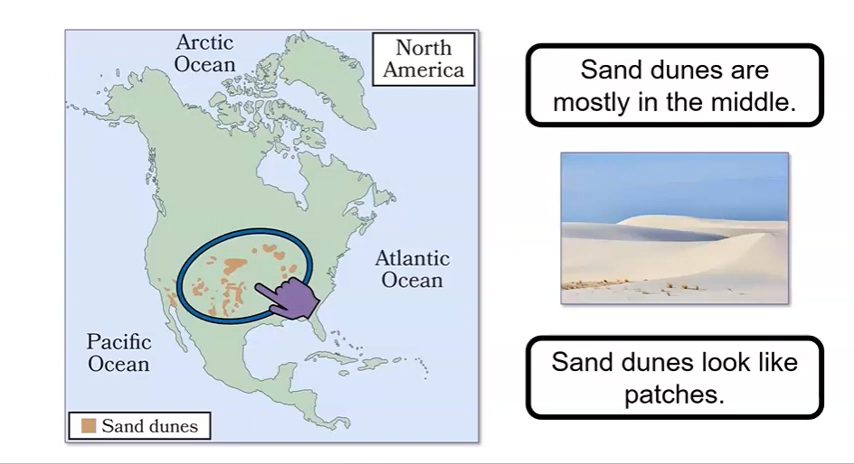 Arctic
Ocean
North
America
Atlantic
Ocean
Pacific
Ocean
Sand dunes
Sand dunes are
mostly in the middle.
Sand dunes look like
patches.